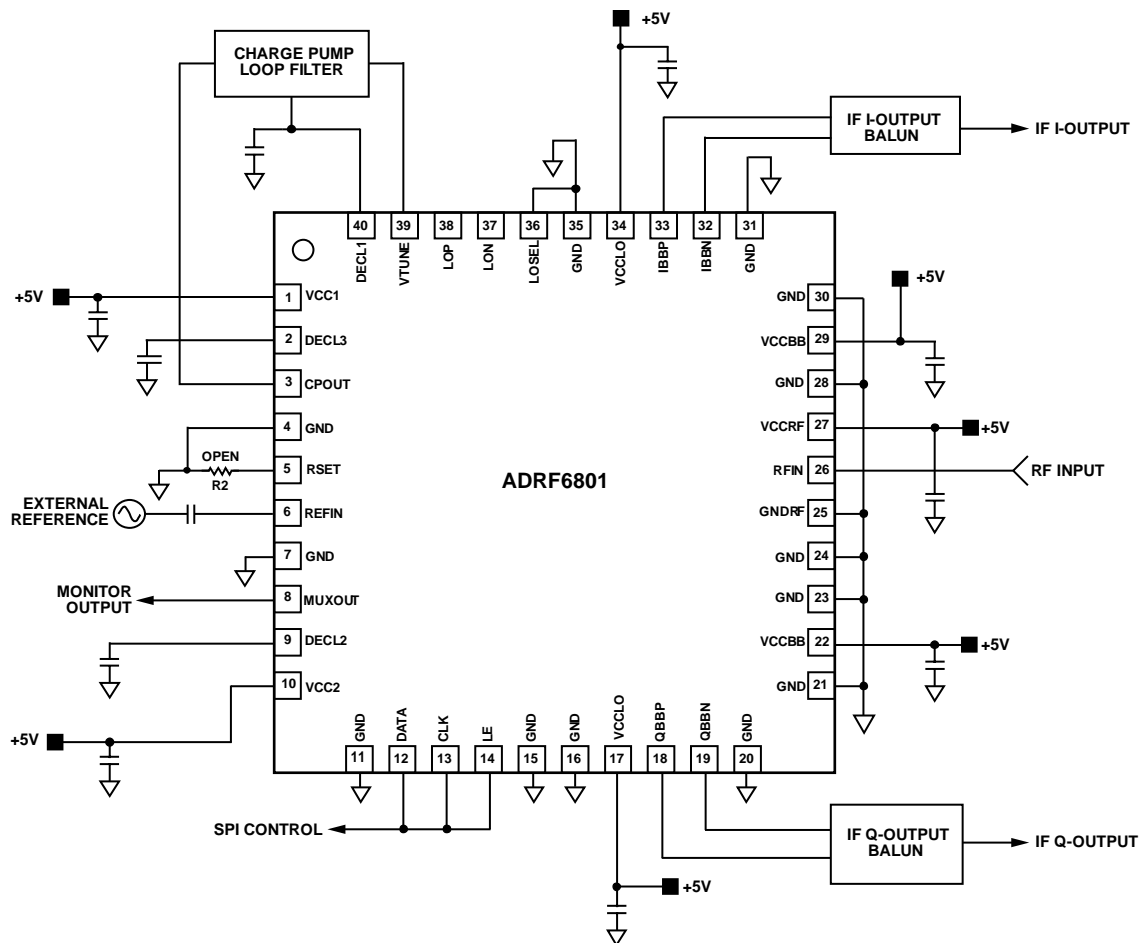 +5V
CHARGE PUMP
LOOP FILTER
IF I-OUTPUT
BALUN
IF I-OUTPUT
40
39
38
37
36
35
34
33
32
31
DECL1
VTUNE
LOP
LON
LOSEL
GND
VCCLO
IBBP
IBBN
GND
+5V
1
VCC1
2
DECL3
3
CPOUT
4
GND
OPEN
R2
5
RSET
EXTERNAL
REFERENCE
6
REFIN
7
GND
MONITOR
OUTPUT
8
MUXOUT
9
DECL2
10
VCC2
+5V
ADRF6801
GND
30
+5V
VCCBB
29
GND
28
VCCRF
27
+5V
RFIN
26
RF INPUT
GNDRF
25
GND
24
GND
23
VCCBB
22
+5V
GND
21
GND
DATA
CLK
LE
GND
GND
VCCLO
QBBP
QBBN
GND
11
12
13
14
15
16
17
18
19
20
SPI CONTROL
IF Q-OUTPUT
BALUN
IF Q-OUTPUT
+5V